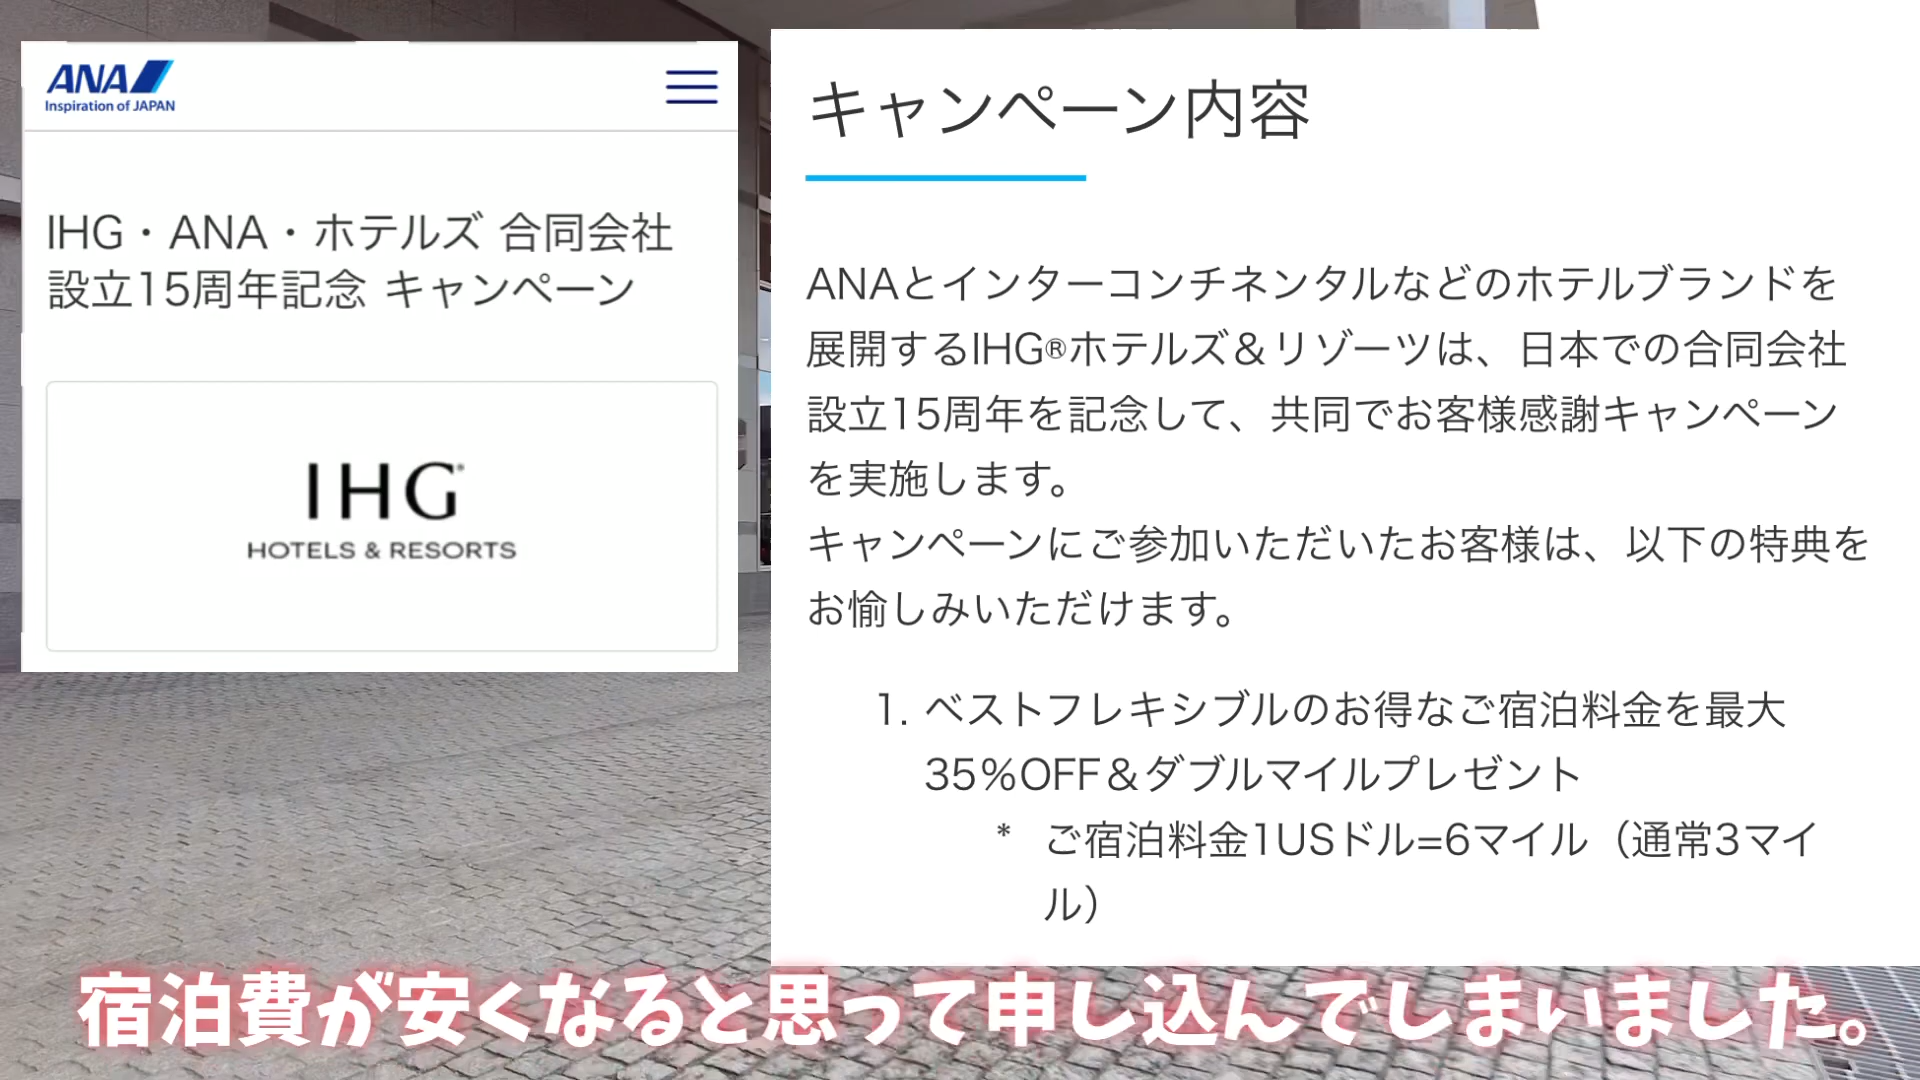 ANA
Inspiration of JAPAN
IHG・ANA・ホテルズ 合同会社
設立15周年記念 キャンペーン
IHG®
HOTELS & RESORTS
キャンペーン内容
ANAとインターコンチネンタルなどのホテルブランドを
展開するIHG®ホテルズ＆リゾーツは、日本での合同会社
設立15周年を記念して、共同でお客様感謝キャンペーン
を実施します。
キャンペーンにご参加いただいたお客様は、以下の特典を
お愉しみいただけます。
1. ベストフレキシブルのお得なご宿泊料金を最大
35%OFF＆ダブルマイルプレゼント
* ご宿泊料金1USドル=6マイル（通常3マイ
ル）
宿泊費が安くなると思って申し込んでしまいました。